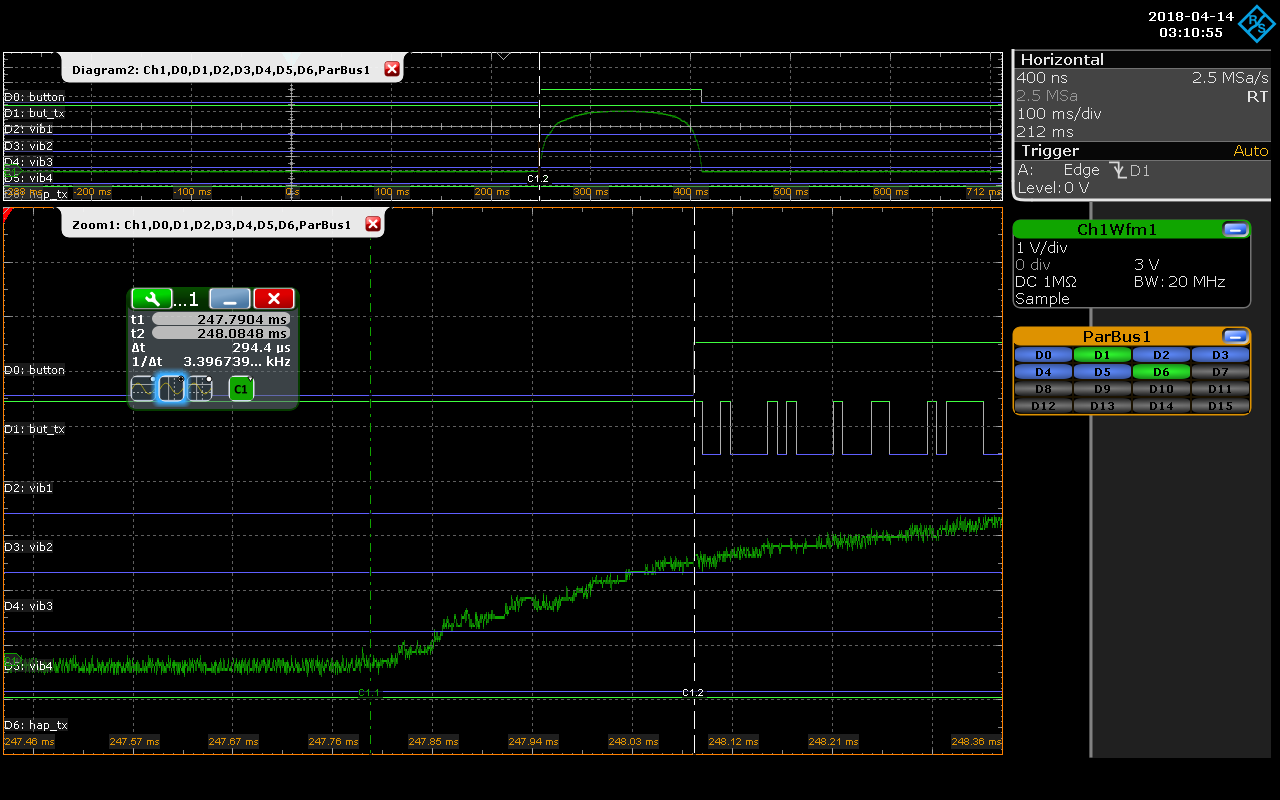 2018-04-14
03:10:55
R&S
Diagram2: Ch1,D0,D1,D2,D3,D4,D5,D6,ParBus1
D0: button
D1: but_tx
D2: vib1
D3: vib2
D4: vib3
D5: vib4
D6: hap_tx
C1.2
-288 ms -200 ms -100 ms 0 s 100 ms 200 ms 300 ms 400 ms 500 ms 600 ms 712 ms
Zoom1: Ch1,D0,D1,D2,D3,D4,D5,D6,ParBus1
...1
t1 247.7904 ms
t2 248.0848 ms
Δt 294.4 µs
1/Δt 3.396739... kHz
C1
D0: button
D1: but_tx
D2: vib1
D3: vib2
D4: vib3
D5: vib4
C1.1 C1.2
D6: hap_tx
247.46 ms 247.57 ms 247.67 ms 247.76 ms 247.85 ms 247.94 ms 248.03 ms 248.12 ms 248.21 ms 248.36 ms
Horizontal
400 ns 2.5 MSa/s
2.5 MSa RT
100 ms/div
212 ms
Trigger Auto
A: Edge D1
Level: 0 V
Ch1Wfm1
1 V/div
0 div 3 V
DC 1MΩ BW: 20 MHz
Sample
ParBus1
D0 D1 D2 D3
D4 D5 D6 D7
D8 D9 D10 D11
D12 D13 D14 D15